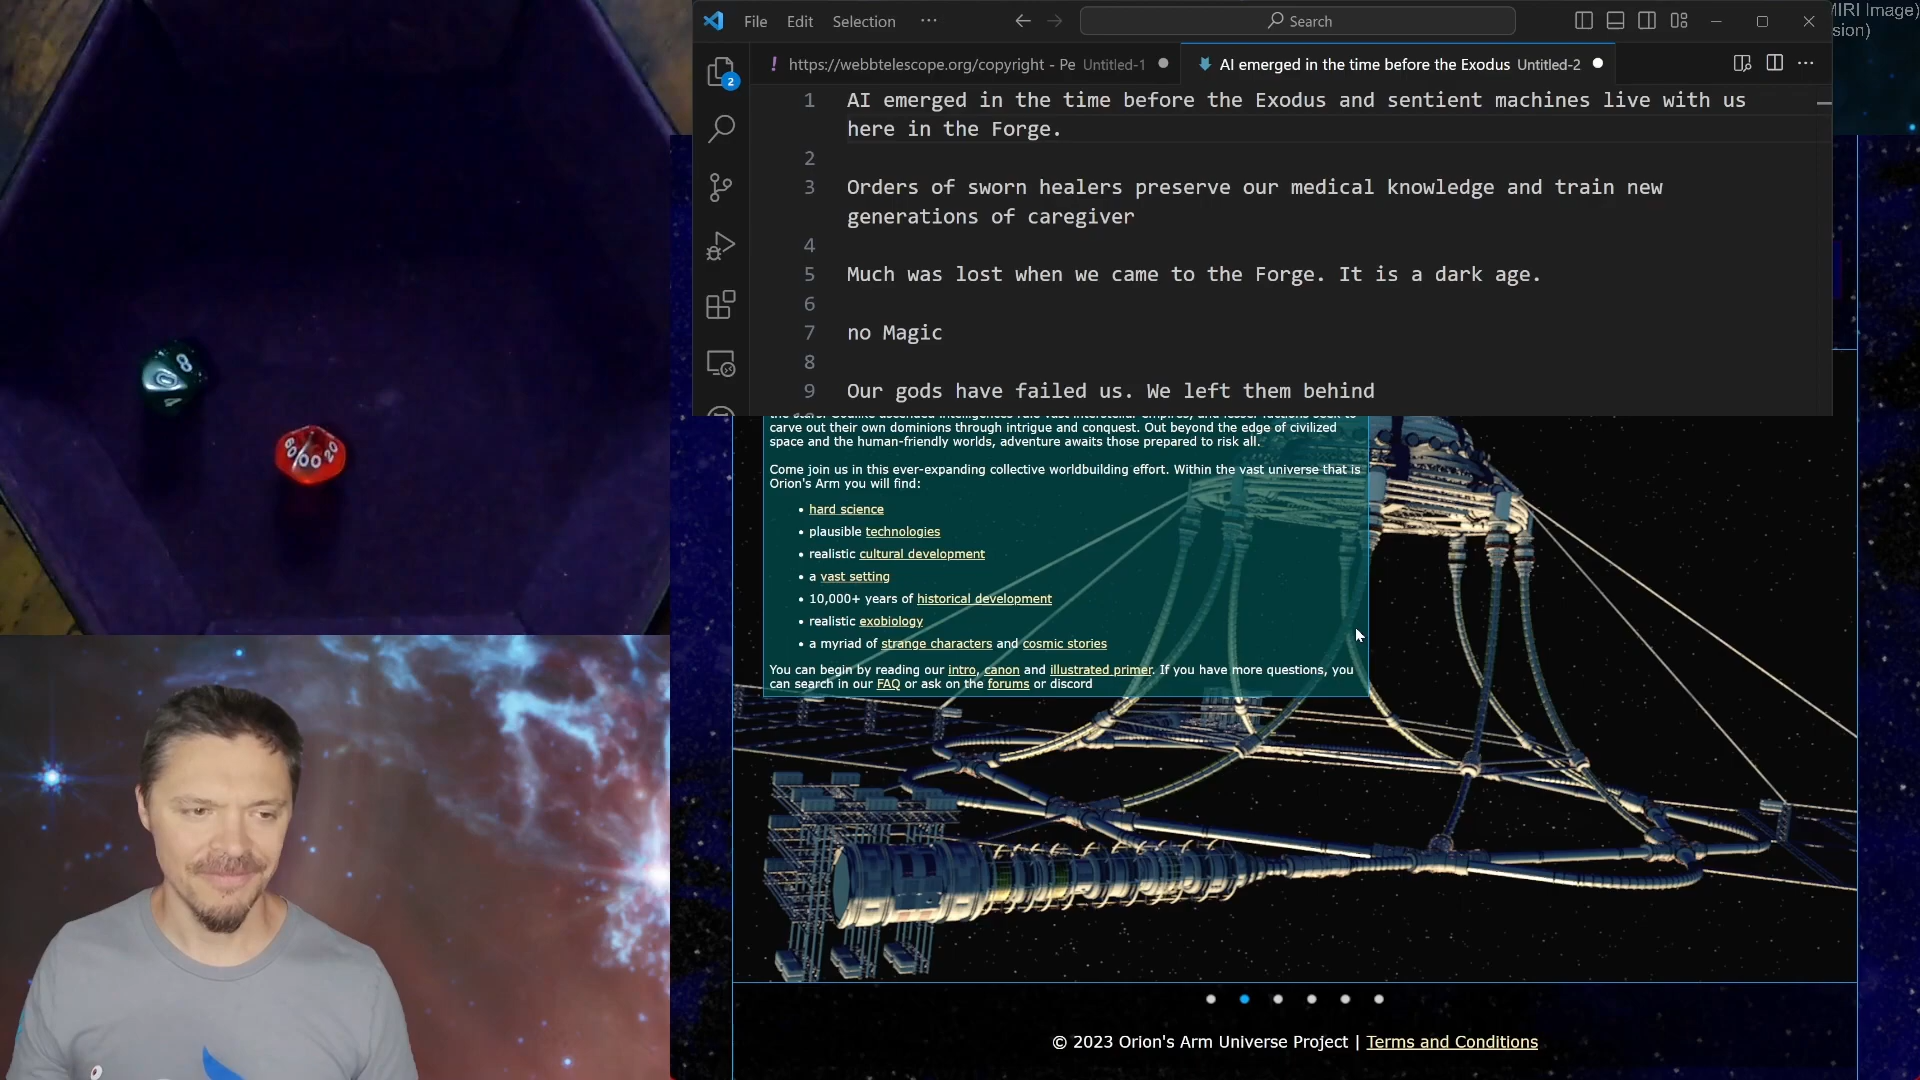 File Edit Selection ··· Search
MIRI Image)
sion)
https://webbtelescope.org/copyright - Pe Untitled-1
AI emerged in the time before the Exodus Untitled-2
2
1 AI emerged in the time before the Exodus and sentient machines live with us
here in the Forge.
2
3 Orders of sworn healers preserve our medical knowledge and train new
generations of caregiver
4
5 Much was lost when we came to the Forge. It is a dark age.
6
7 no Magic
8
9 Our gods have failed us. We left them behind
carve out their own dominions through intrigue and conquest. Out beyond the edge of civilized
space and the human-friendly worlds, adventure awaits those prepared to risk all.
Come join us in this ever-expanding collective worldbuilding effort. Within the vast universe that is
Orion's Arm you will find:
• hard science
• plausible technologies
• realistic cultural development
• a vast setting
• 10,000+ years of historical development
• realistic exobiology
• a myriad of strange characters and cosmic stories
You can begin by reading our intro, canon and illustrated primer. If you have more questions, you
can search in our FAQ or ask on the forums or discord
© 2023 Orion's Arm Universe Project | Terms and Conditions
8
0
4
00
20